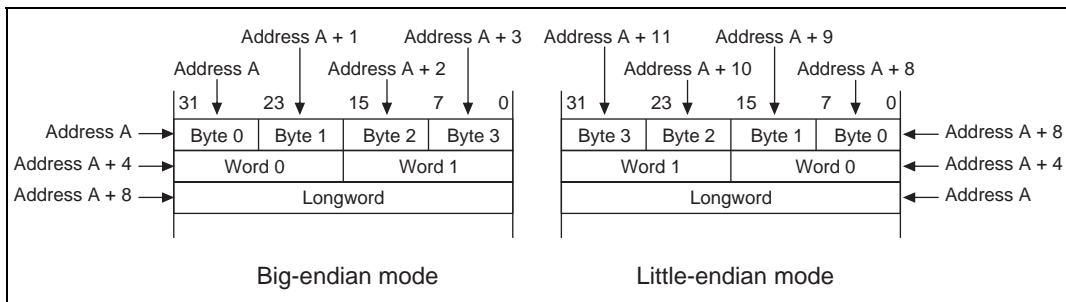 Address A + 1 Address A + 3 Address A + 11 Address A + 9
Address A Address A + 2 Address A + 10 Address A + 8
31 23 15 7 0 31 23 15 7 0
Address A Byte 0 Byte 1 Byte 2 Byte 3 Byte 3 Byte 2 Byte 1 Byte 0 Address A + 8
Address A + 4 Word 0 Word 1 Word 1 Word 0 Address A + 4
Address A + 8 Longword Longword Address A
Big-endian mode Little-endian mode